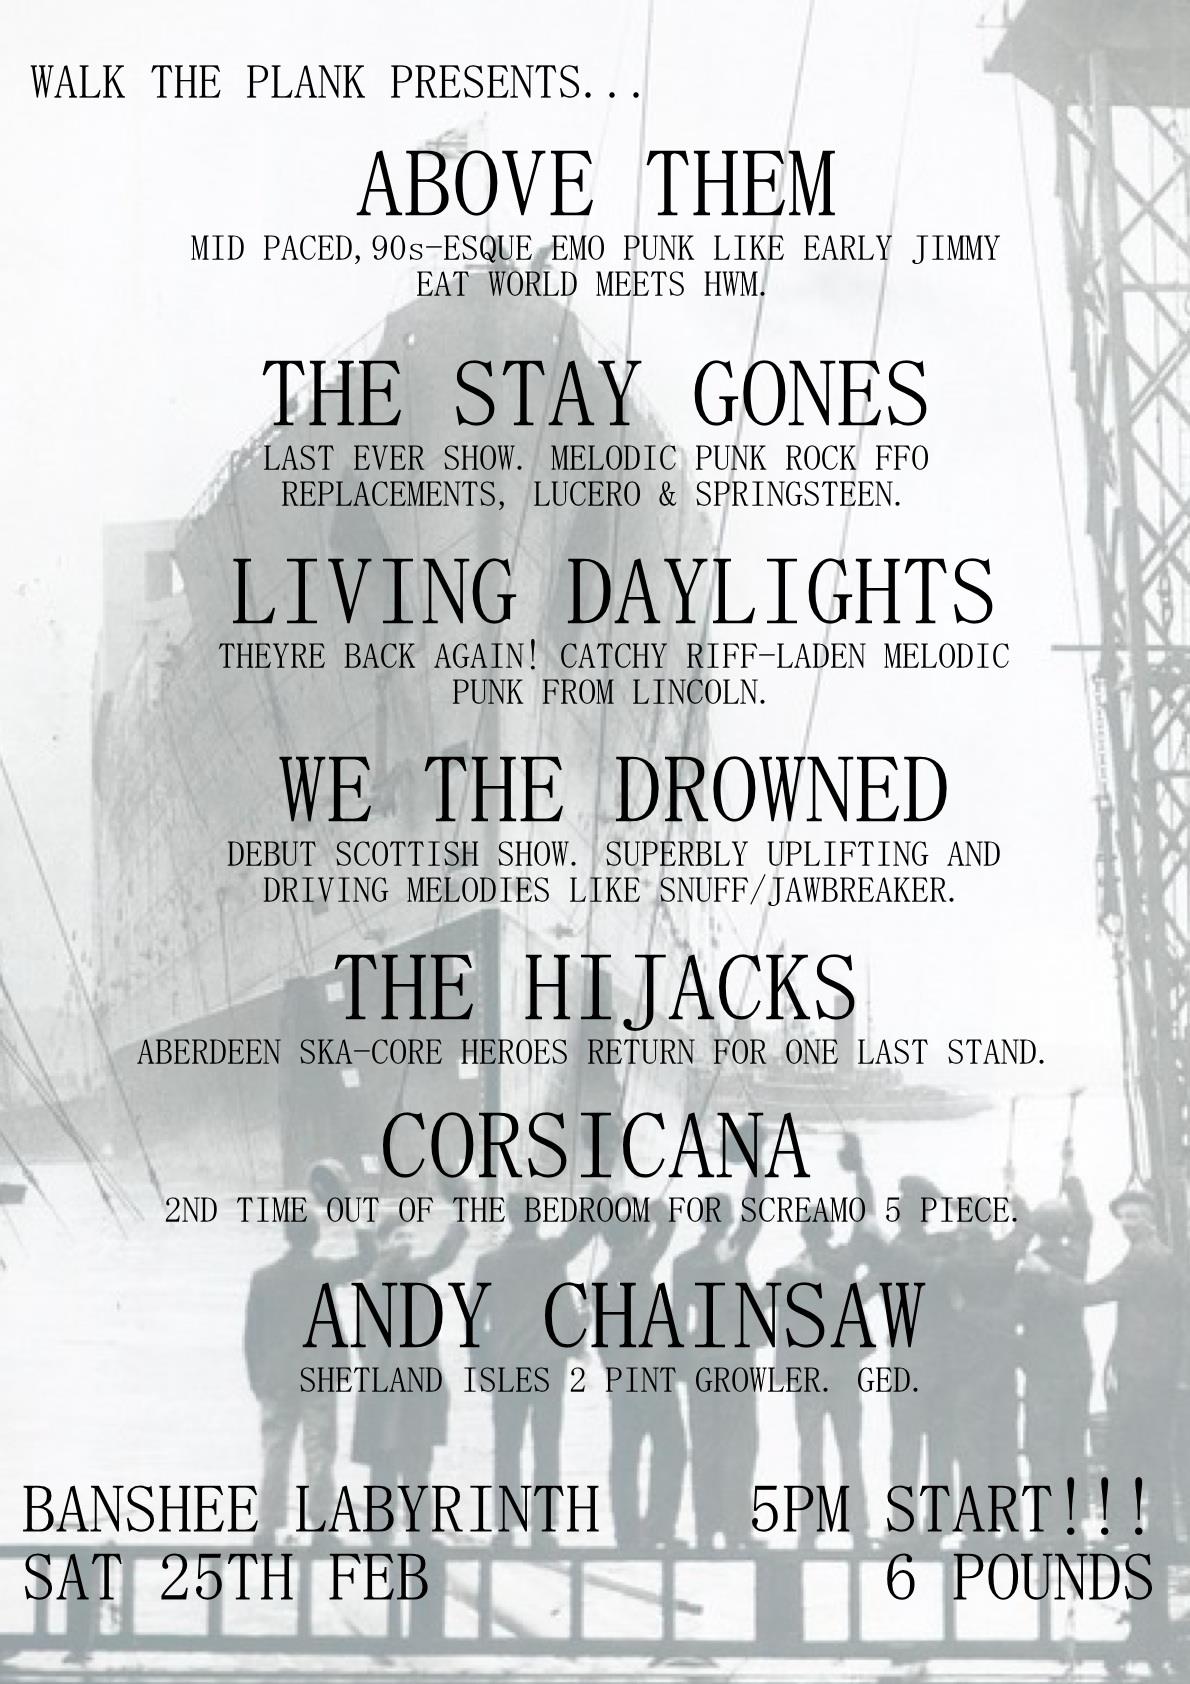 WALK THE PLANK PRESENTS...
ABOVE THEM
MID PACED, 90s-ESQUE EMO PUNK LIKE EARLY JIMMY
EAT WORLD MEETS HWM.
THE STAY GONES
LAST EVER SHOW. MELODIC PUNK ROCK FFO
REPLACEMENTS, LUCERO & SPRINGSTEEN.
LIVING DAYLIGHTS
THEYRE BACK AGAIN! CATCHY RIFF-LADEN MELODIC
PUNK FROM LINCOLN.
WE THE DROWNED
DEBUT SCOTTISH SHOW. SUPERBLY UPLIFTING AND
DRIVING MELODIES LIKE SNUFF/JAWBREAKER.
THE HIJACKS
ABERDEEN SKA-CORE HEROES RETURN FOR ONE LAST STAND.
CORSICANA
2ND TIME OUT OF THE BEDROOM FOR SCREAMO 5 PIECE.
ANDY CHAINSAW
SHETLAND ISLES 2 PINT GROWLER. GED.
BANSHEE LABYRINTH
5PM START!!!
SAT 25TH FEB
6 POUNDS